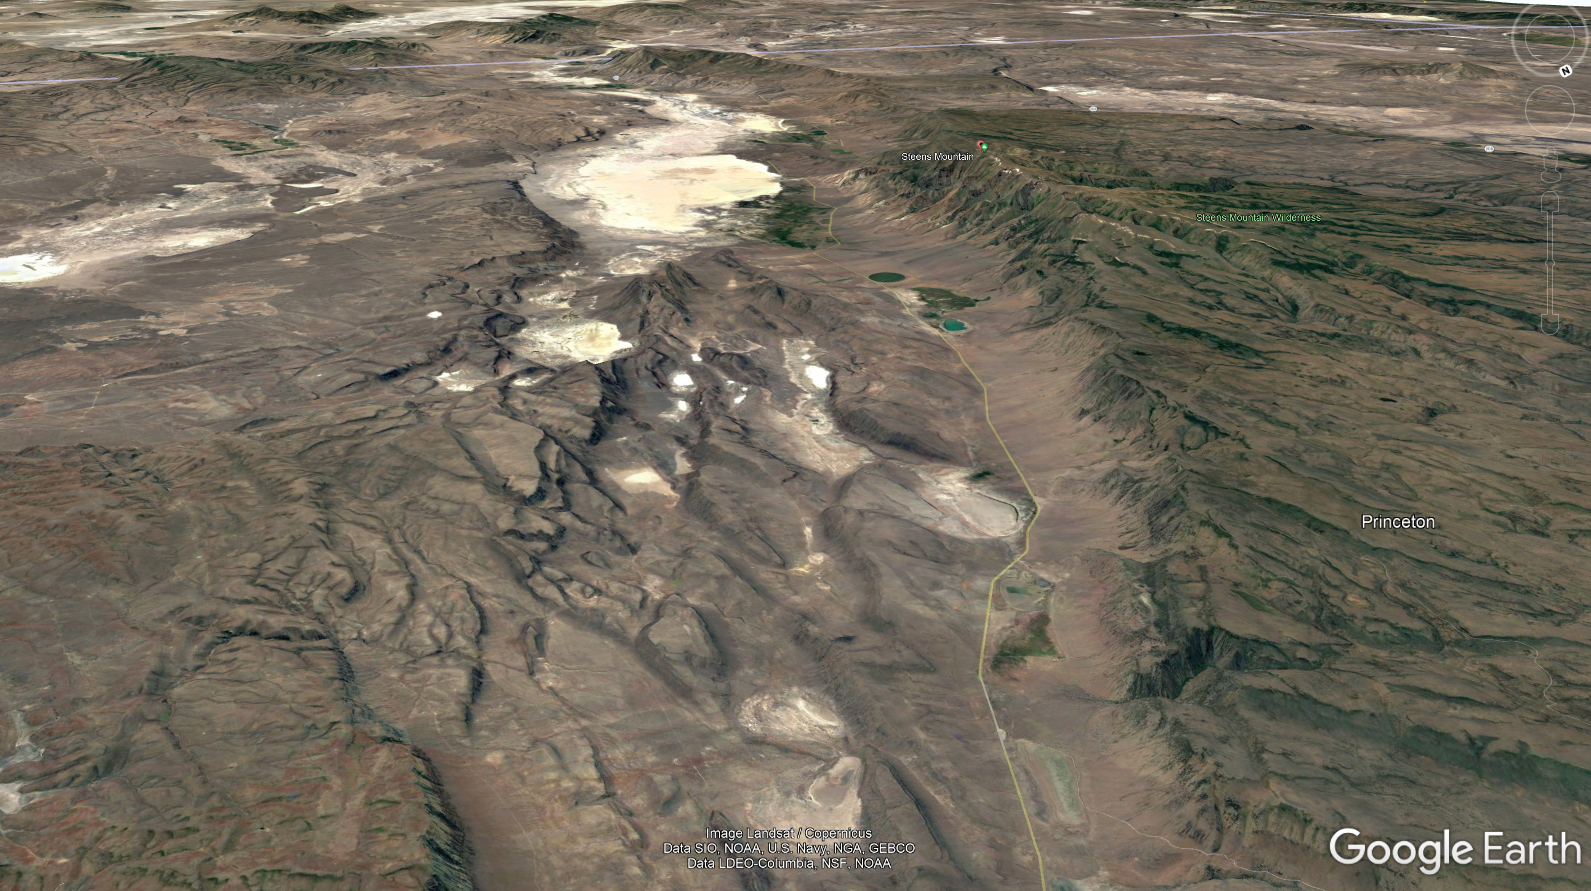 N
Steens Mountain
Steens Mountain Wilderness
Princeton
Image Landsat / Copernicus
Data SIO, NOAA, U.S. Navy, NGA, GEBCO
Data LDEO-Columbia, NSF, NOAA
Google Earth